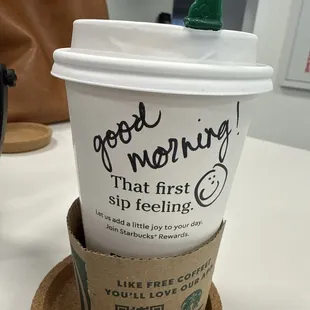 good
morning!
That first
sip feeling.
Let us add a little joy to your day.
Join Starbucks® Rewards.
LIKE FREE COFFEE?
YOU'LL LOVE OUR